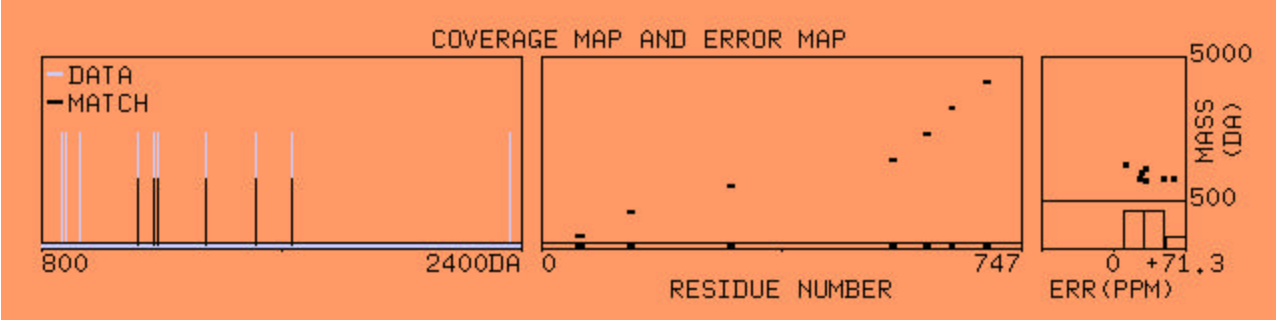 COVERAGE MAP AND ERROR MAP
DATA
MATCH
5000
MASS
(DA)
500
800
2400DA
0
747
0
+71.3
RESIDUE NUMBER
ERR(PPM)